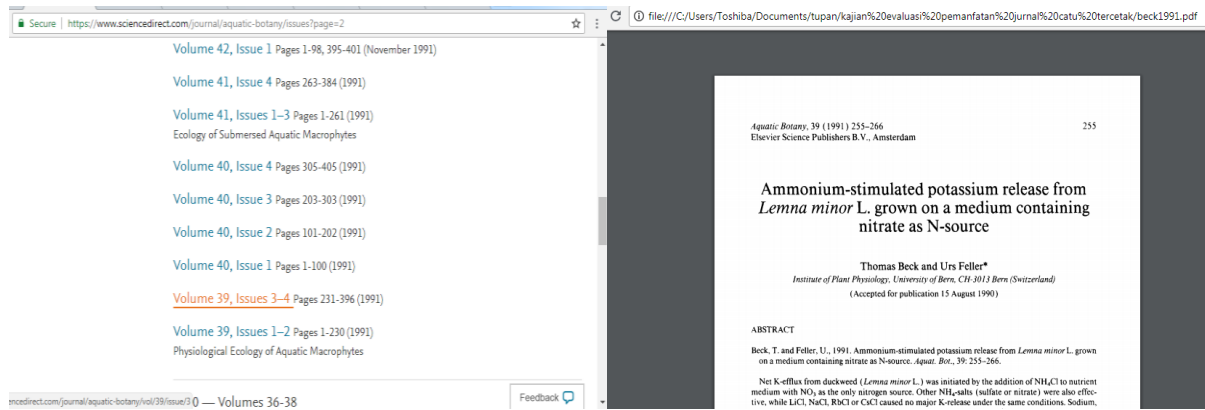 Secure | https://www.sciencedirect.com/journal/aquatic-botany/issues?page=2
Volume 42, Issue 1 Pages 1-98, 395-401 (November 1991)
Volume 41, Issue 4 Pages 263-384 (1991)
Volume 41, Issues 1–3 Pages 1-261 (1991)
Ecology of Submersed Aquatic Macrophytes
Volume 40, Issue 4 Pages 305-405 (1991)
Volume 40, Issue 3 Pages 203-303 (1991)
Volume 40, Issue 2 Pages 101-202 (1991)
Volume 40, Issue 1 Pages 1-100 (1991)
Volume 39, Issues 3–4 Pages 231-396 (1991)
Volume 39, Issues 1–2 Pages 1-230 (1991)
Physiological Ecology of Aquatic Macrophytes
encedirect.com/journal/aquatic-botany/vol/39/issue/3
0 — Volumes 36-38
Feedback
file:///C:/Users/Toshiba/Documents/tupan/kajian%20evaluasi%20pemanfatan%20jurnal%20catu%20tercetak/beck1991.pdf
Aquatic Botany, 39 (1991) 255–266
255
Elsevier Science Publishers B.V., Amsterdam
Ammonium-stimulated potassium release from
Lemna minor L. grown on a medium containing
nitrate as N-source
Thomas Beck and Urs Feller*
Institute of Plant Physiology, University of Bern, CH-3013 Bern (Switzerland)
(Accepted for publication 15 August 1990)
ABSTRACT
Beck, T. and Feller, U., 1991. Ammonium-stimulated potassium release from Lemna minor L. grown
on a medium containing nitrate as N-source. Aquat. Bot., 39: 255–266.
Net K-efflux from duckweed (Lemna minor L.) was initiated by the addition of NH₄Cl to nutrient
medium with NO₃ as the only nitrogen source. Other NH₄-salts (sulfate or nitrate) were also effec-
tive, while LiCl, NaCl, RbCl or CsCl caused no major K-release under the same conditions. Sodium,